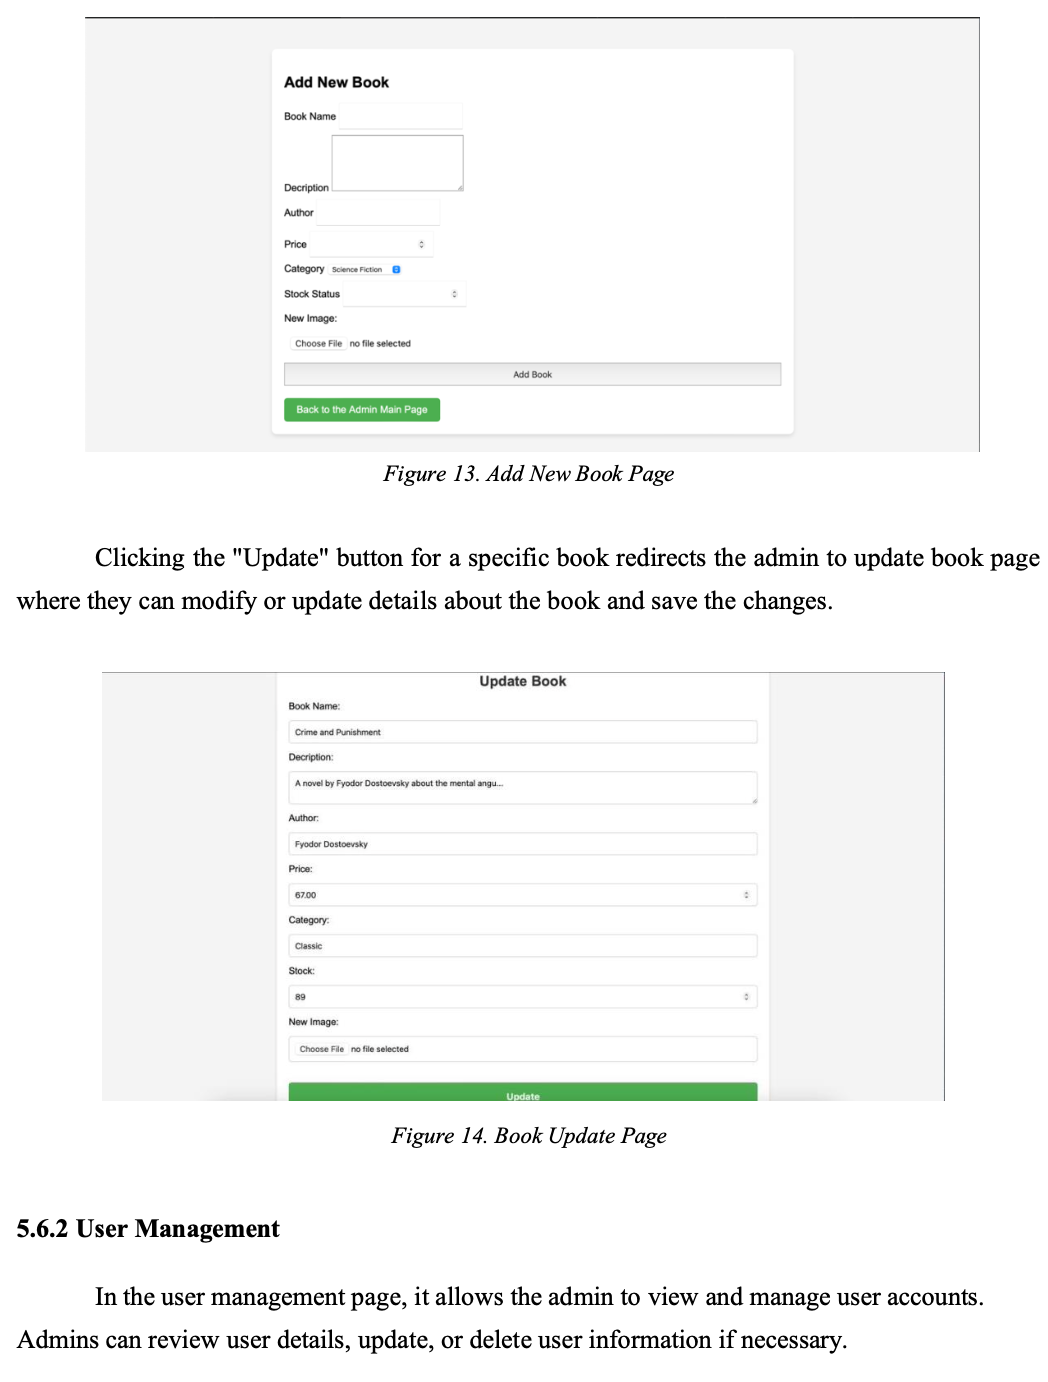 Add New Book
Book Name
Decription
Author
Price
Category Science Fiction
Stock Status
New Image:
Choose File no file selected
Add Book
Back to the Admin Main Page
Figure 13. Add New Book Page
Clicking the "Update" button for a specific book redirects the admin to update book page
where they can modify or update details about the book and save the changes.
Update Book
Book Name:
Crime and Punishment
Decription:
A novel by Fyodor Dostoevsky about the mental angu...
Author:
Fyodor Dostoevsky
Price:
67.00
Category:
Classic
Stock:
89
New Image:
Choose File no file selected
Update
Figure 14. Book Update Page
5.6.2 User Management
In the user management page, it allows the admin to view and manage user accounts.
Admins can review user details, update, or delete user information if necessary.